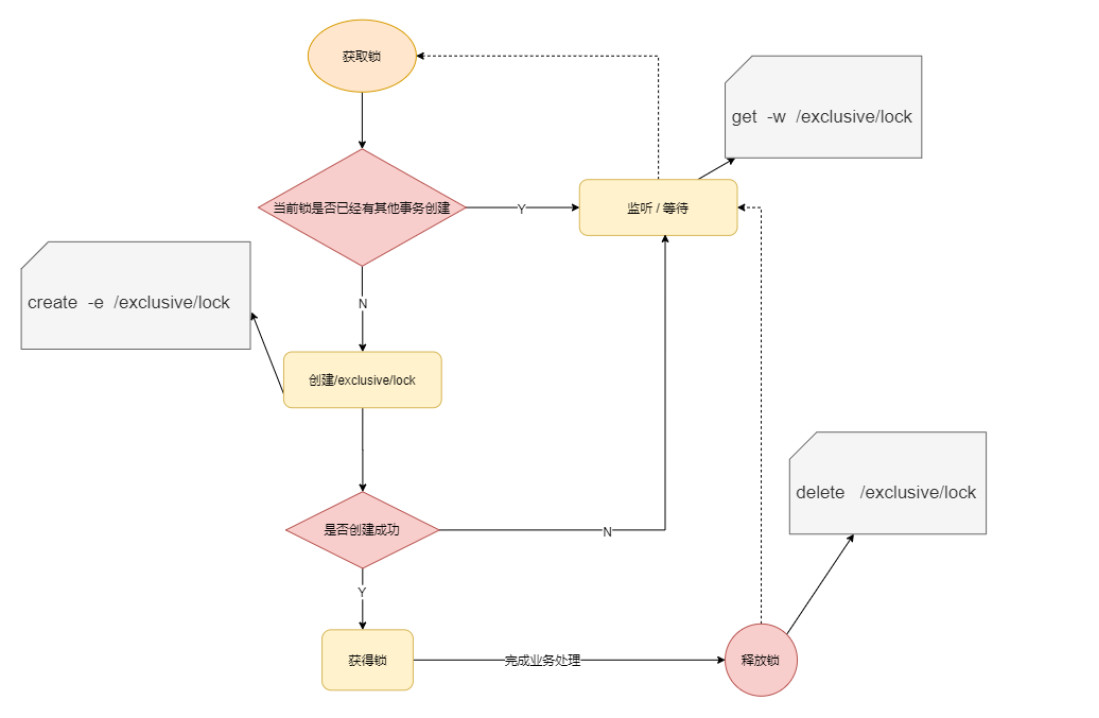 获取锁
get -w /exclusive/lock
当前锁是否已经有其他事务创建
Y
监听 / 等待
create -e /exclusive/lock
N
创建/exclusive/lock
delete /exclusive/lock
是否创建成功
N
Y
获得锁
完成业务处理
释放锁